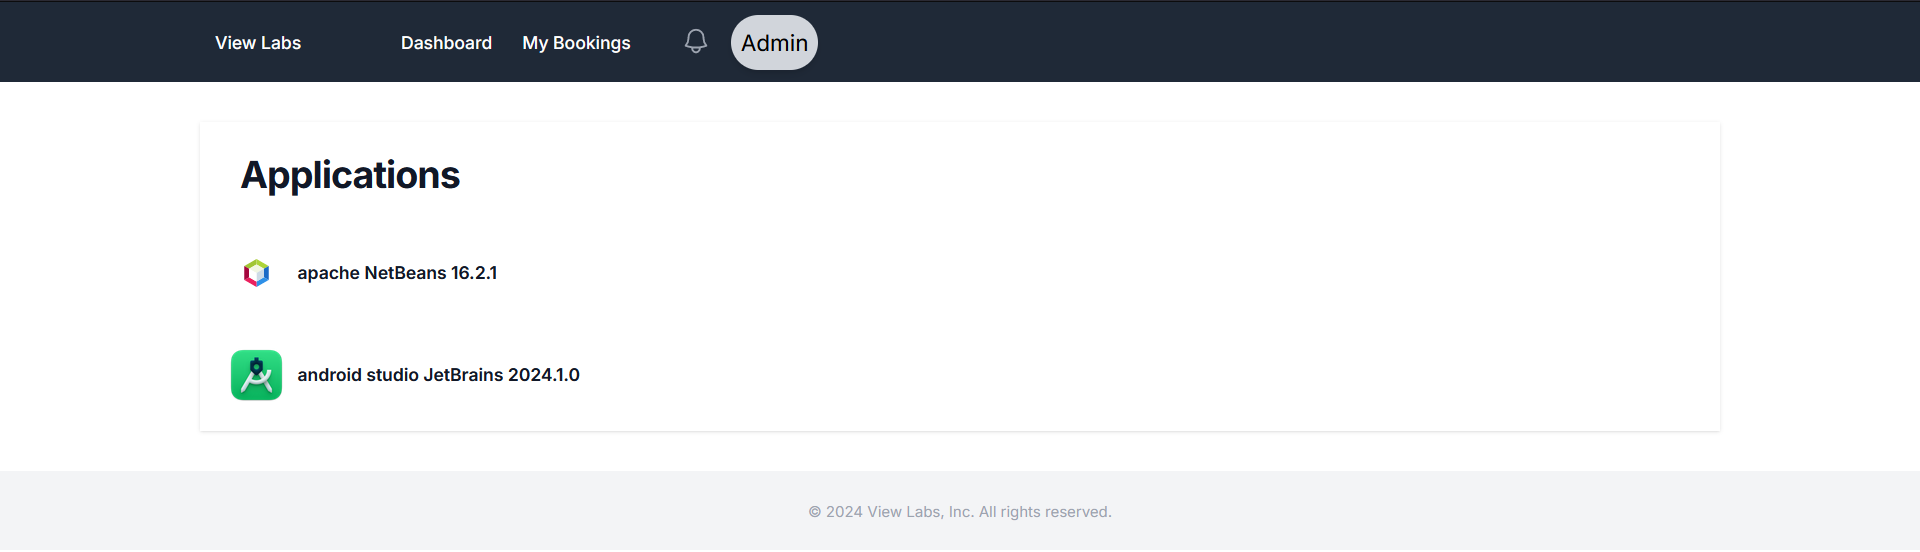 View Labs Dashboard My Bookings Admin
Applications
apache NetBeans 16.2.1
android studio JetBrains 2024.1.0
© 2024 View Labs, Inc. All rights reserved.